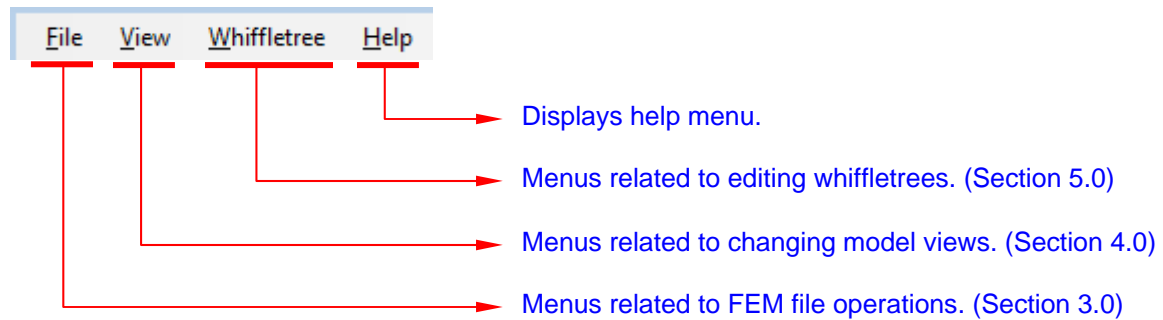 File View Whiffletree Help
Displays help menu.
Menus related to editing whiffletrees. (Section 5.0)
Menus related to changing model views. (Section 4.0)
Menus related to FEM file operations. (Section 3.0)